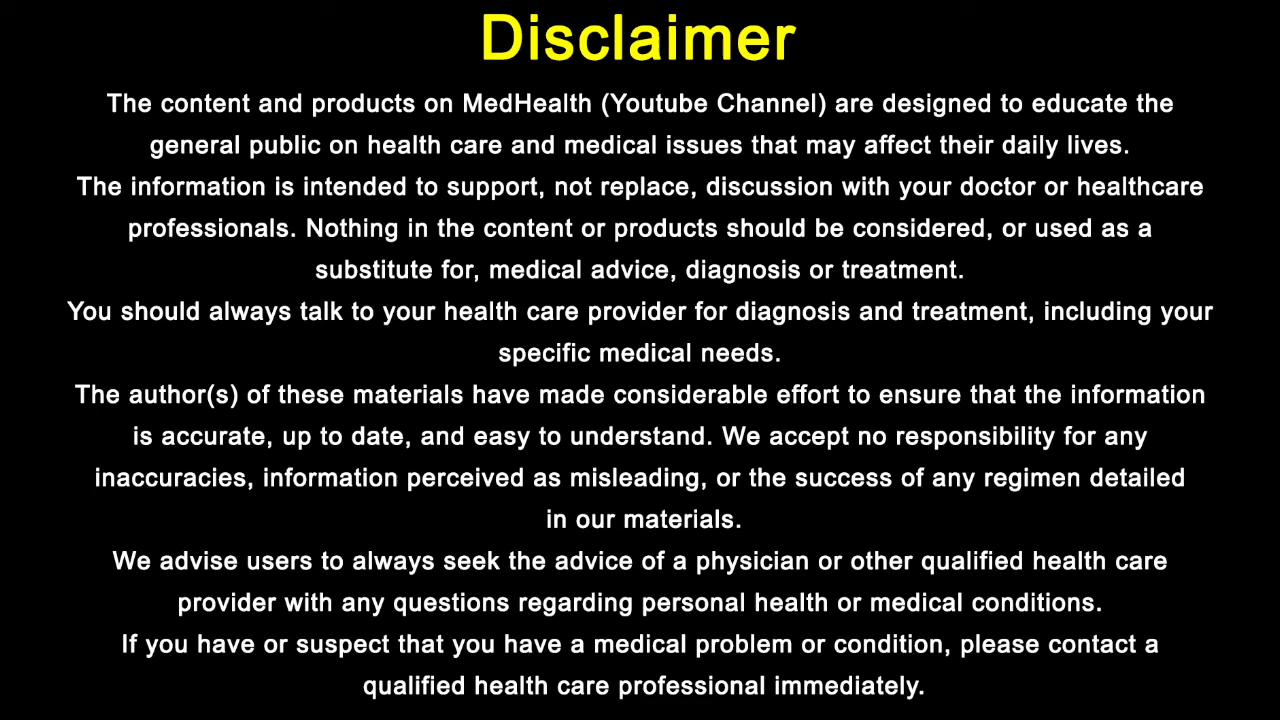 Disclaimer
The content and products on MedHealth (Youtube Channel) are designed to educate the
general public on health care and medical issues that may affect their daily lives.
The information is intended to support, not replace, discussion with your doctor or healthcare
professionals. Nothing in the content or products should be considered, or used as a
substitute for, medical advice, diagnosis or treatment.
You should always talk to your health care provider for diagnosis and treatment, including your
specific medical needs.
The author(s) of these materials have made considerable effort to ensure that the information
is accurate, up to date, and easy to understand. We accept no responsibility for any
inaccuracies, information perceived as misleading, or the success of any regimen detailed
in our materials.
We advise users to always seek the advice of a physician or other qualified health care
provider with any questions regarding personal health or medical conditions.
If you have or suspect that you have a medical problem or condition, please contact a
qualified health care professional immediately.